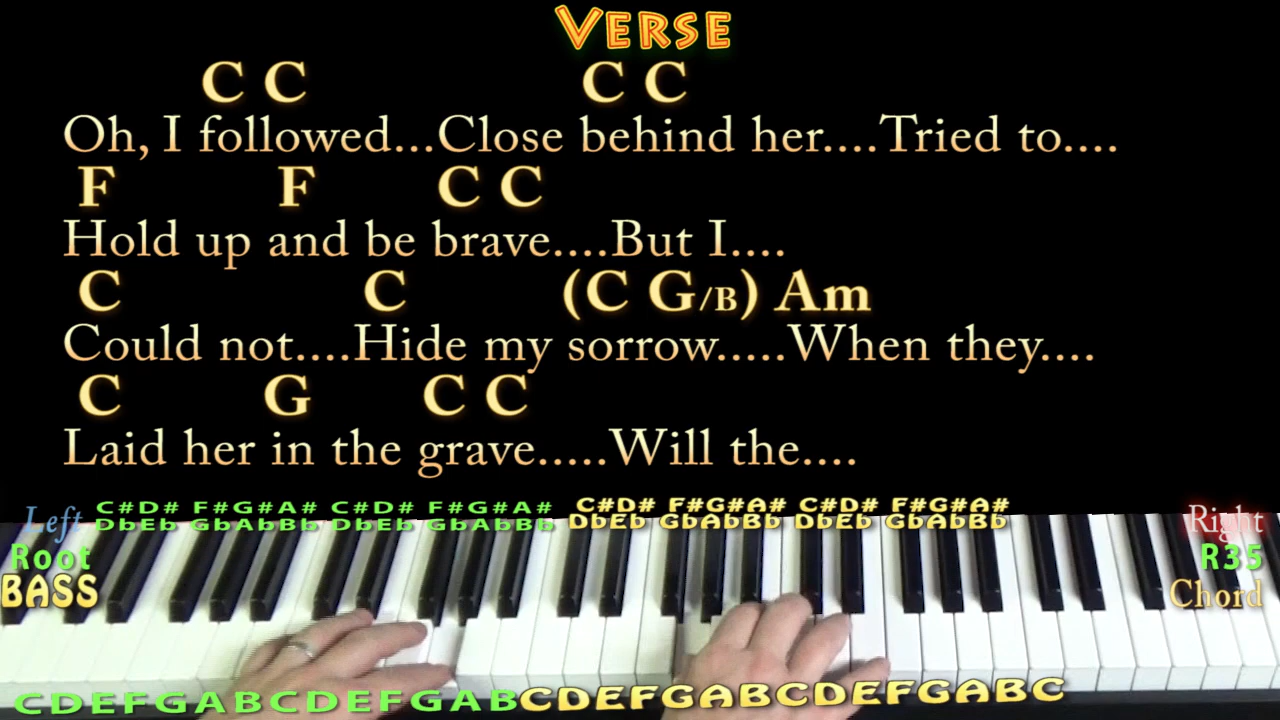 VERSE
C C C C
Oh, I followed...Close behind her....Tried to....
F F C C
Hold up and be brave....But I....
C C (C G/B) Am
Could not....Hide my sorrow.....When they....
C G C C
Laid her in the grave.....Will the....
Left C#D# F#G#A# C#D# F#G#A# C#D# F#G#A# C#D# F#G#A# Right
DbEb GbAbBb DbEb GbAbBb DbEb GbAbBb DbEb GbAbBb
Root R35
BASS Chord
CDEFGABCDEFGABCDEFGABCDEFGABC